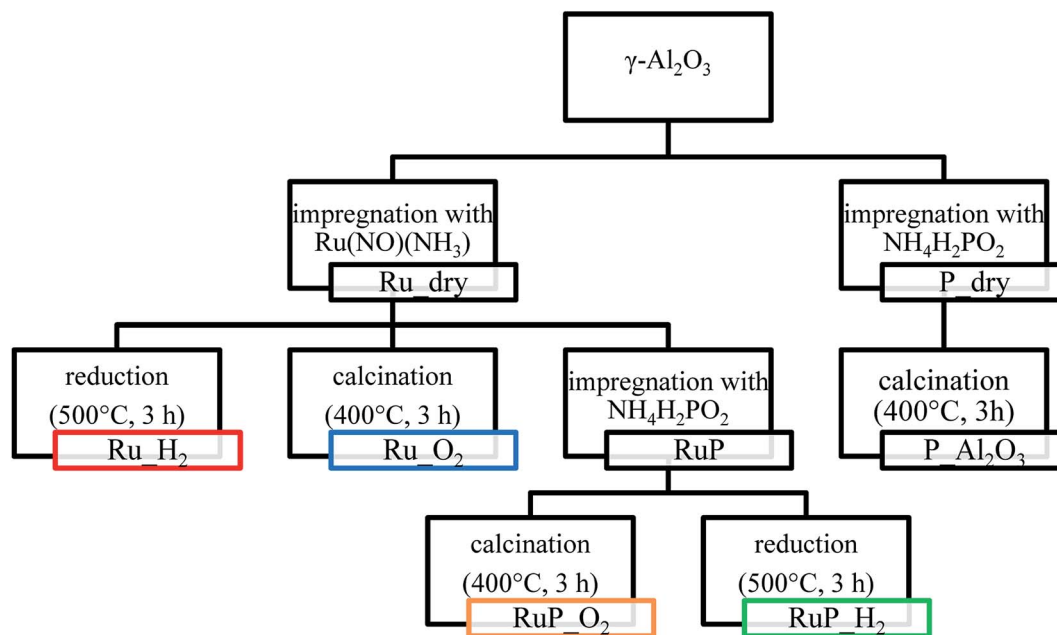 γ-Al₂O₃
impregnation with
Ru(NO)(NH₃)
Ru_dry
impregnation with
NH₄H₂PO₂
P_dry
reduction
(500°C, 3 h)
Ru_H₂
calcination
(400°C, 3 h)
Ru_O₂
impregnation with
NH₄H₂PO₂
RuP
calcination
(400°C, 3h)
P_Al₂O₃
calcination
(400°C, 3 h)
RuP_O₂
reduction
(500°C, 3 h)
RuP_H₂